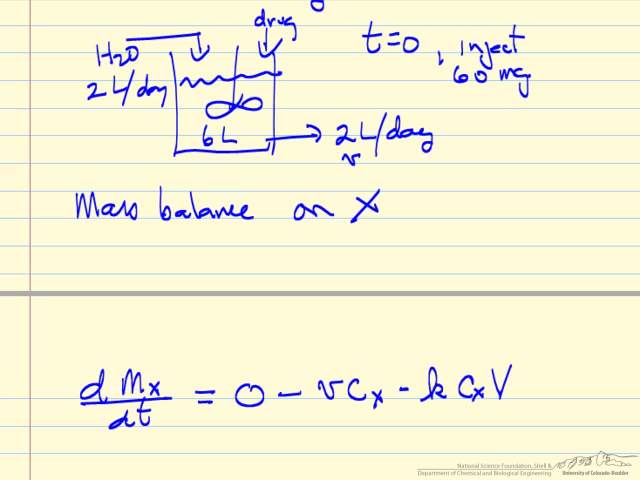 drug
H2O
t=0, inject
60 mg
2 L/day
6 L
2 L/day
v
Mass balance on X
d Mx / dt = 0 - v Cx - k Cx V
National Science Foundation, Shell &
Department of Chemical and Biological Engineering
University of Colorado-Boulder